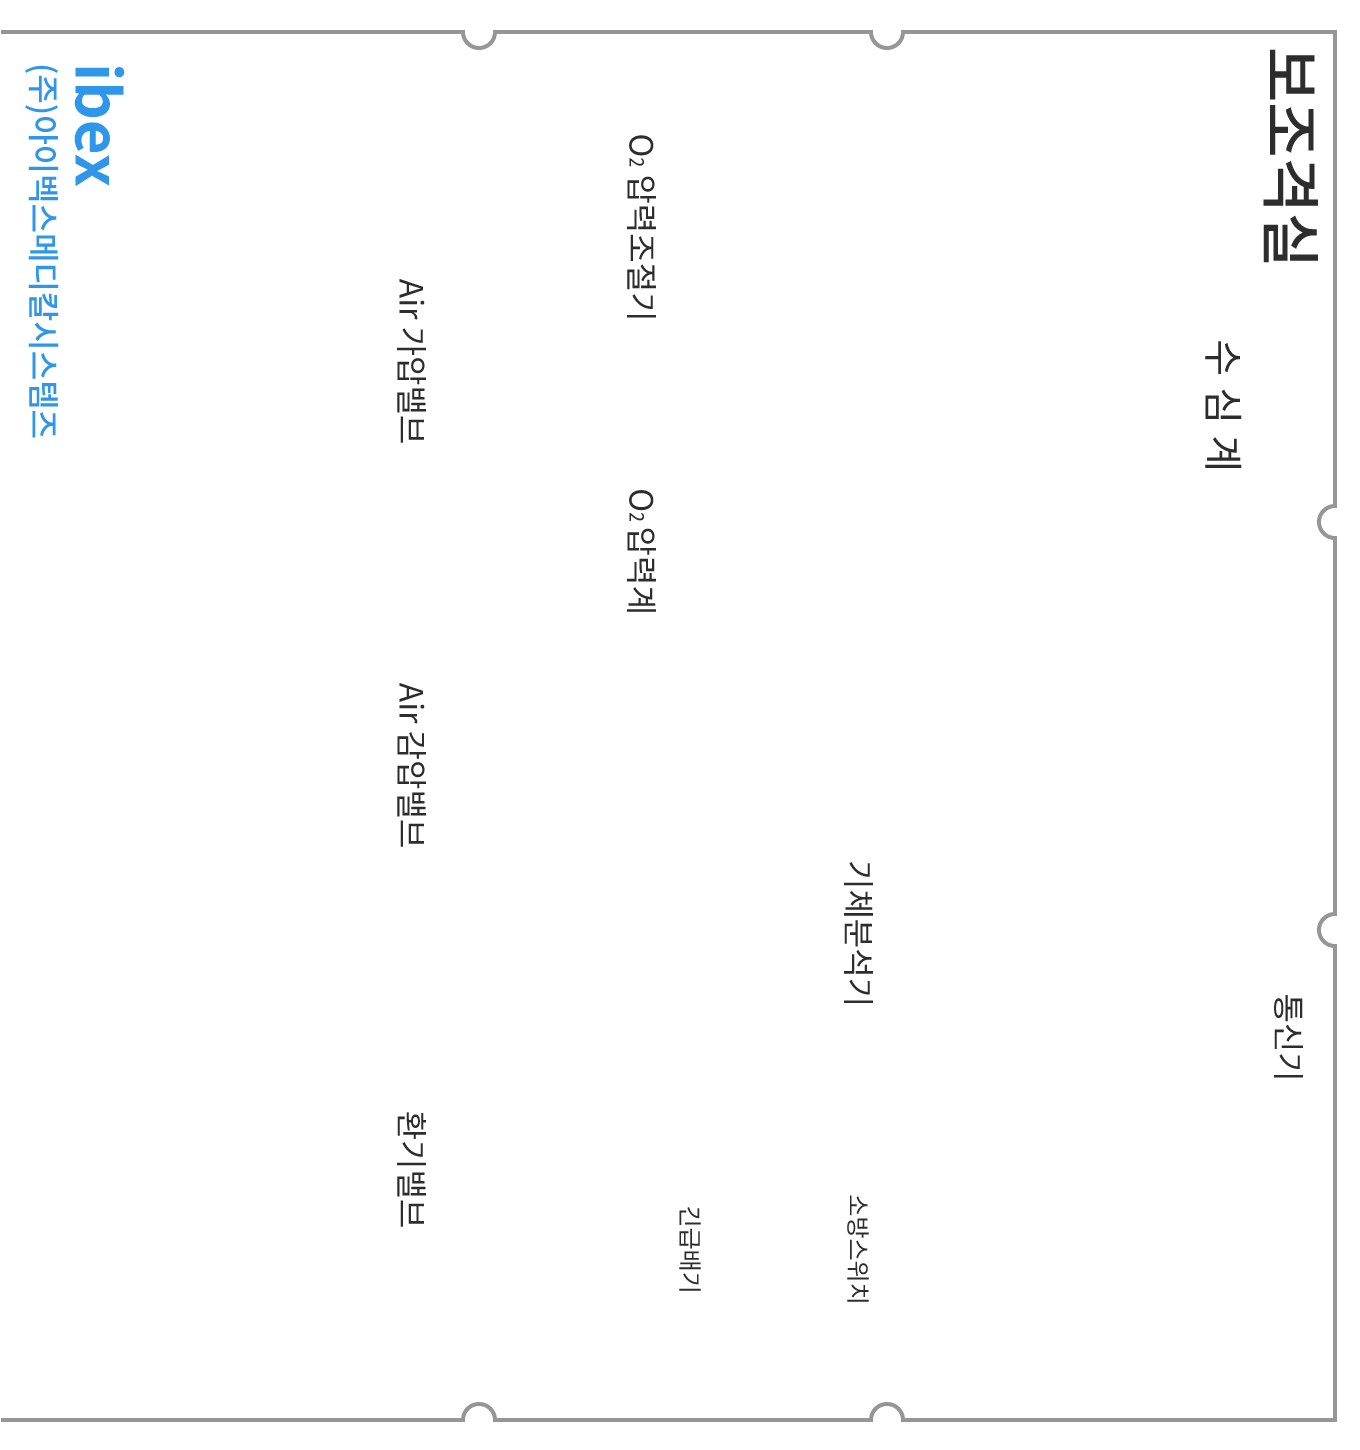 보조격실
통신기
수 심 계
기체분석기
소방스위치
긴급배기
O₂ 압력조절기
O₂ 압력계
Air 가압밸브
Air 감압밸브
환기밸브
ibex
(주)아이벡스메디칼시스템즈